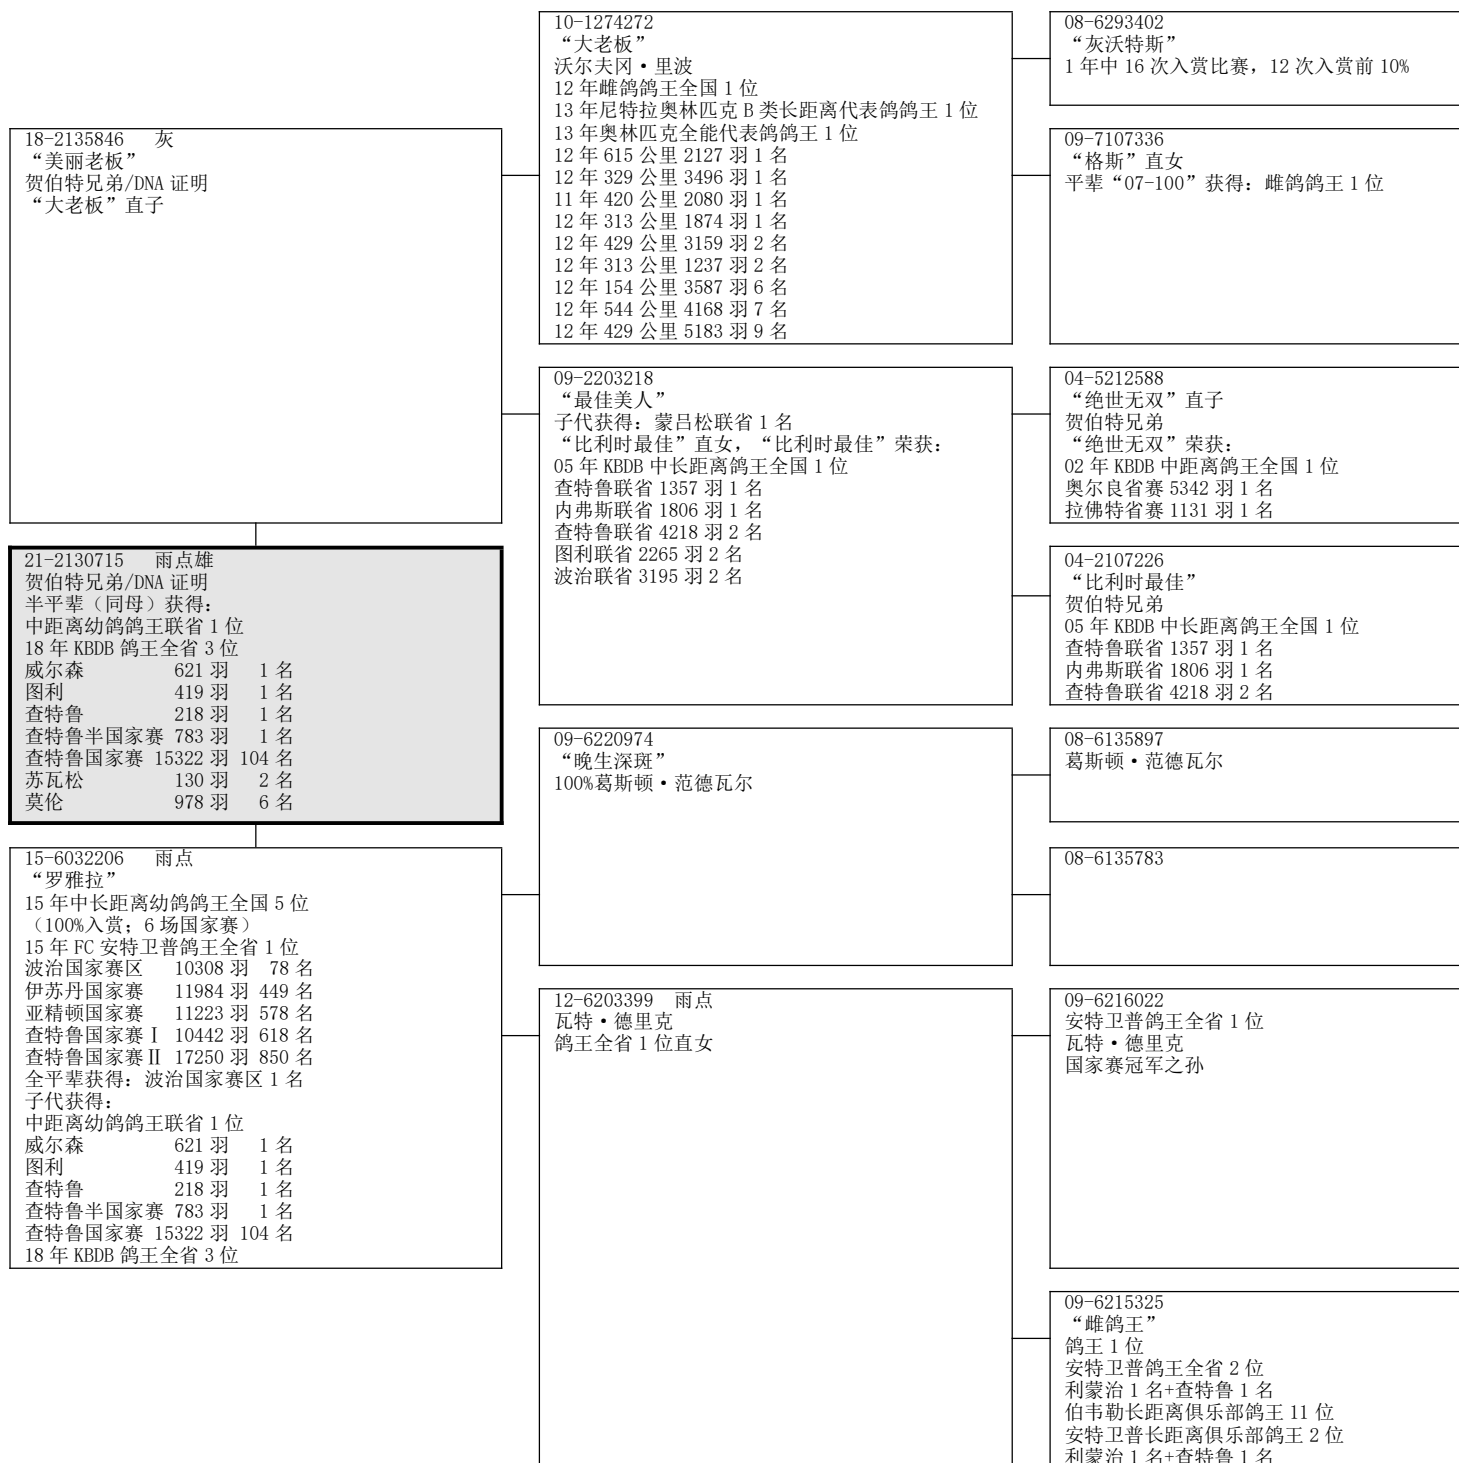 18-2135846 灰
“美丽老板”
贺伯特兄弟/DNA 证明
“大老板”直子
21-2130715 雨点雄
贺伯特兄弟/DNA 证明
半平辈（同母）获得：
中距离幼鸽鸽王联省 1 位
18 年 KBDB 鸽王全省 3 位
威尔森 621 羽 1 名
图利 419 羽 1 名
查特鲁 218 羽 1 名
查特鲁半国家赛 783 羽 1 名
查特鲁国家赛 15322 羽 104 名
苏瓦松 130 羽 2 名
莫伦 978 羽 6 名
15-6032206 雨点
“罗雅拉”
15 年中长距离幼鸽鸽王全国 5 位
（100%入赏；6 场国家赛）
15 年 FC 安特卫普鸽王全省 1 位
波治国家赛区 10308 羽 78 名
伊苏丹国家赛 11984 羽 449 名
亚精顿国家赛 11223 羽 578 名
查特鲁国家赛Ⅰ 10442 羽 618 名
查特鲁国家赛Ⅱ 17250 羽 850 名
全平辈获得：波治国家赛区 1 名
子代获得：
中距离幼鸽鸽王联省 1 位
威尔森 621 羽 1 名
图利 419 羽 1 名
查特鲁 218 羽 1 名
查特鲁半国家赛 783 羽 1 名
查特鲁国家赛 15322 羽 104 名
18 年 KBDB 鸽王全省 3 位
10-1274272
“大老板”
沃尔夫冈·里波
12 年雌鸽鸽王全国 1 位
13 年尼特拉奥林匹克 B 类长距离代表鸽鸽王 1 位
13 年奥林匹克全能代表鸽鸽王 1 位
12 年 615 公里 2127 羽 1 名
12 年 329 公里 3496 羽 1 名
11 年 420 公里 2080 羽 1 名
12 年 313 公里 1874 羽 1 名
12 年 429 公里 3159 羽 2 名
12 年 313 公里 1237 羽 2 名
12 年 154 公里 3587 羽 6 名
12 年 544 公里 4168 羽 7 名
12 年 429 公里 5183 羽 9 名
09-2203218
“最佳美人”
子代获得：蒙吕松联省 1 名
“比利时最佳”直女，“比利时最佳”荣获：
05 年 KBDB 中长距离鸽王全国 1 位
查特鲁联省 1357 羽 1 名
内弗斯联省 1806 羽 1 名
查特鲁联省 4218 羽 2 名
图利联省 2265 羽 2 名
波治联省 3195 羽 2 名
09-6220974
“晚生深斑”
100%葛斯顿·范德瓦尔
12-6203399 雨点
瓦特·德里克
鸽王全省 1 位直女
08-6293402
“灰沃特斯”
1 年中 16 次入赏比赛，12 次入赏前 10%
09-7107336
“格斯”直女
平辈“07-100”获得：雌鸽鸽王 1 位
04-5212588
“绝世无双”直子
贺伯特兄弟
“绝世无双”荣获：
02 年 KBDB 中距离鸽王全国 1 位
奥尔良省赛 5342 羽 1 名
拉佛特省赛 1131 羽 1 名
04-2107226
“比利时最佳”
贺伯特兄弟
05 年 KBDB 中长距离鸽王全国 1 位
查特鲁联省 1357 羽 1 名
内弗斯联省 1806 羽 1 名
查特鲁联省 4218 羽 2 名
08-6135897
葛斯顿·范德瓦尔
08-6135783
09-6216022
安特卫普鸽王全省 1 位
瓦特·德里克
国家赛冠军之孙
09-6215325
“雌鸽王”
鸽王 1 位
安特卫普鸽王全省 2 位
利蒙治 1 名+查特鲁 1 名
伯韦勒长距离俱乐部鸽王 11 位
安特卫普长距离俱乐部鸽王 2 位
利蒙治 1 名+查特鲁 1 名